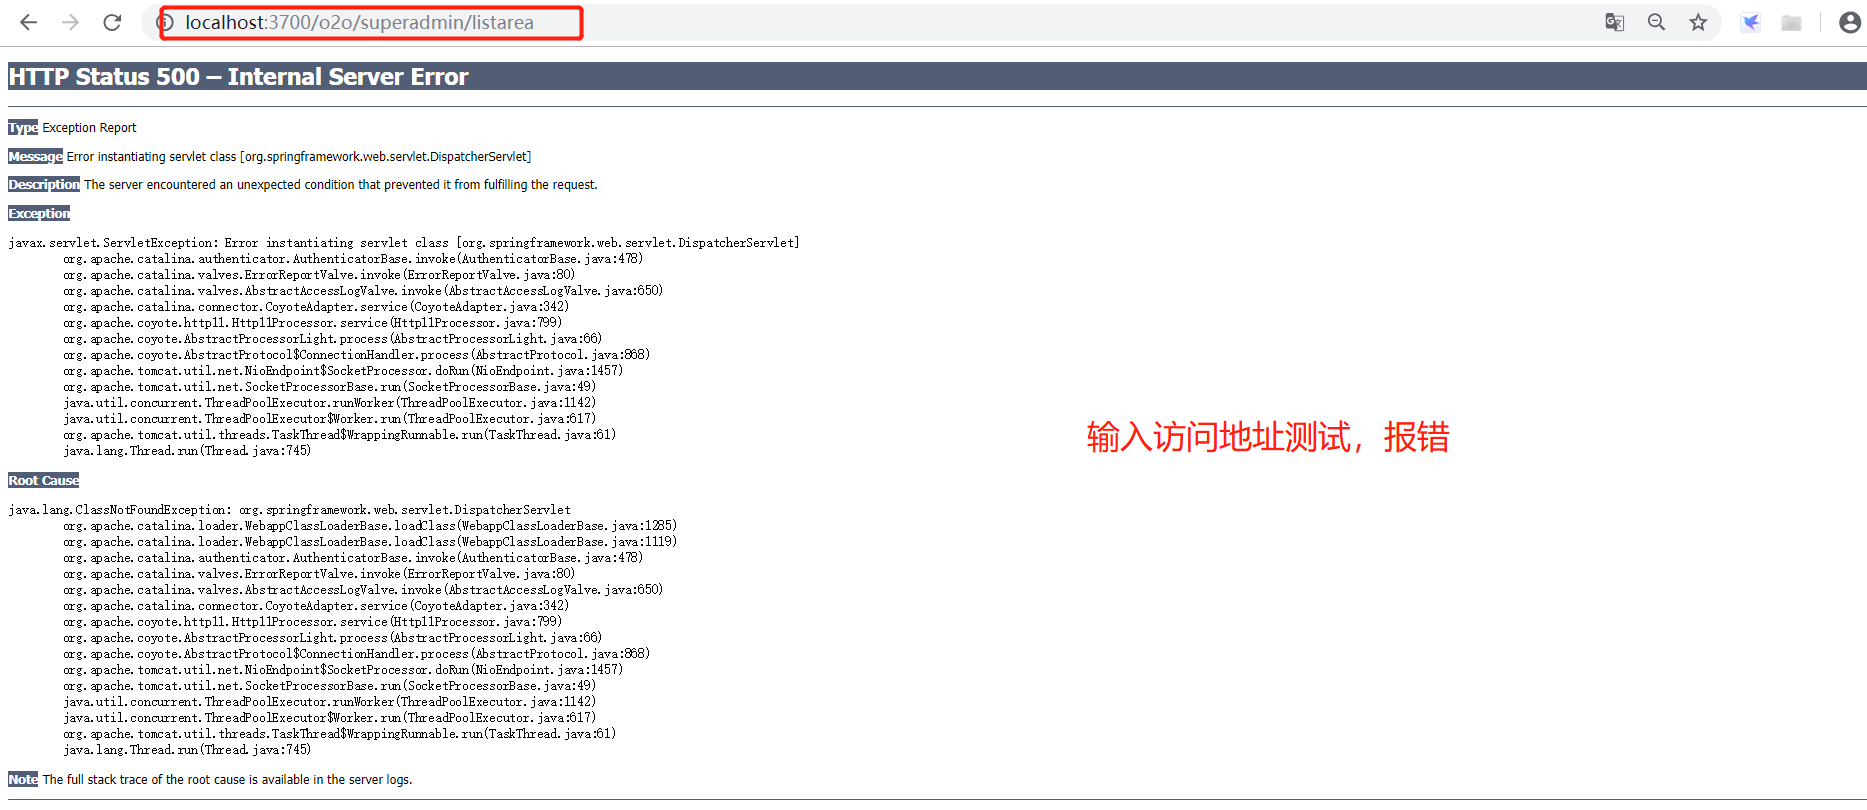 localhost:3700/o2o/superadmin/listarea
HTTP Status 500 – Internal Server Error
Type Exception Report
Message Error instantiating servlet class [org.springframework.web.servlet.DispatcherServlet]
Description The server encountered an unexpected condition that prevented it from fulfilling the request.
Exception
javax.servlet.ServletException: Error instantiating servlet class [org.springframework.web.servlet.DispatcherServlet]
org.apache.catalina.authenticator.AuthenticatorBase.invoke(AuthenticatorBase.java:478)
org.apache.catalina.valves.ErrorReportValve.invoke(ErrorReportValve.java:80)
org.apache.catalina.valves.AbstractAccessLogValve.invoke(AbstractAccessLogValve.java:650)
org.apache.catalina.connector.CoyoteAdapter.service(CoyoteAdapter.java:342)
org.apache.coyote.http11.Http11Processor.service(Http11Processor.java:799)
org.apache.coyote.AbstractProcessorLight.process(AbstractProcessorLight.java:66)
org.apache.coyote.AbstractProtocol$ConnectionHandler.process(AbstractProtocol.java:868)
org.apache.tomcat.util.net.NioEndpoint$SocketProcessor.doRun(NioEndpoint.java:1457)
org.apache.tomcat.util.net.SocketProcessorBase.run(SocketProcessorBase.java:49)
java.util.concurrent.ThreadPoolExecutor.runWorker(ThreadPoolExecutor.java:1142)
java.util.concurrent.ThreadPoolExecutor$Worker.run(ThreadPoolExecutor.java:617)
org.apache.tomcat.util.threads.TaskThread$WrappingRunnable.run(TaskThread.java:61)
java.lang.Thread.run(Thread.java:745)
输入访问地址测试，报错
Root Cause
java.lang.ClassNotFoundException: org.springframework.web.servlet.DispatcherServlet
org.apache.catalina.loader.WebappClassLoaderBase.loadClass(WebappClassLoaderBase.java:1285)
org.apache.catalina.loader.WebappClassLoaderBase.loadClass(WebappClassLoaderBase.java:1119)
org.apache.catalina.authenticator.AuthenticatorBase.invoke(AuthenticatorBase.java:478)
org.apache.catalina.valves.ErrorReportValve.invoke(ErrorReportValve.java:80)
org.apache.catalina.valves.AbstractAccessLogValve.invoke(AbstractAccessLogValve.java:650)
org.apache.catalina.connector.CoyoteAdapter.service(CoyoteAdapter.java:342)
org.apache.coyote.http11.Http11Processor.service(Http11Processor.java:799)
org.apache.coyote.AbstractProcessorLight.process(AbstractProcessorLight.java:66)
org.apache.coyote.AbstractProtocol$ConnectionHandler.process(AbstractProtocol.java:868)
org.apache.tomcat.util.net.NioEndpoint$SocketProcessor.doRun(NioEndpoint.java:1457)
org.apache.tomcat.util.net.SocketProcessorBase.run(SocketProcessorBase.java:49)
java.util.concurrent.ThreadPoolExecutor.runWorker(ThreadPoolExecutor.java:1142)
java.util.concurrent.ThreadPoolExecutor$Worker.run(ThreadPoolExecutor.java:617)
org.apache.tomcat.util.threads.TaskThread$WrappingRunnable.run(TaskThread.java:61)
java.lang.Thread.run(Thread.java:745)
Note The full stack trace of the root cause is available in the server logs.